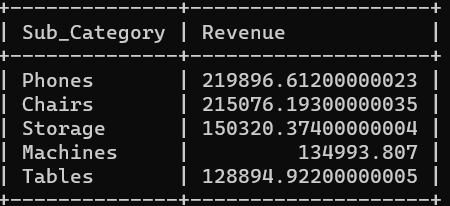 +--------------+--------------------+
| Sub_Category | Revenue            |
+--------------+--------------------+
| Phones       | 219896.61200000023 |
| Chairs       | 215076.19300000035 |
| Storage      | 150320.37400000004 |
| Machines     |         134993.807 |
| Tables       | 128894.92200000005 |
+--------------+--------------------+